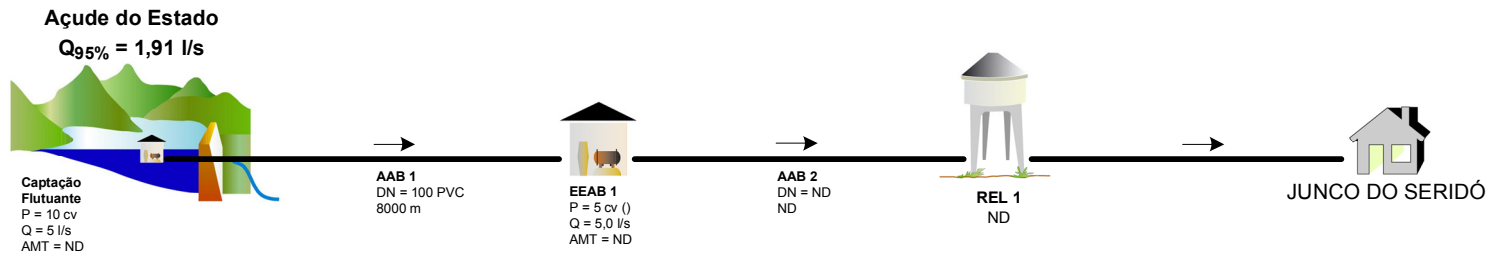 Açude do Estado
Q95% = 1,91 l/s
Captação
Flutuante
P = 10 cv
Q = 5 l/s
AMT = ND
AAB 1
DN = 100 PVC
8000 m
EEAB 1
P = 5 cv ()
Q = 5,0 l/s
AMT = ND
AAB 2
DN = ND
ND
REL 1
ND
JUNCO DO SERIDÓ